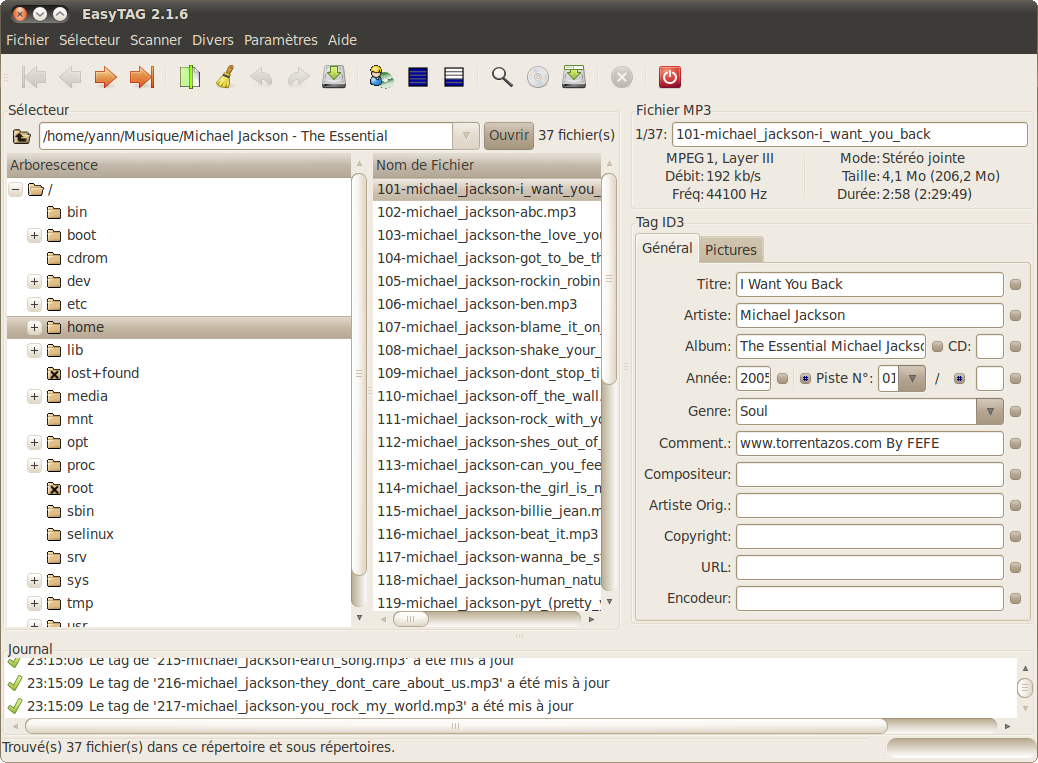 EasyTAG 2.1.6
Fichier Sélecteur Scanner Divers Paramètres Aide
Sélecteur
/home/yann/Musique/Michael Jackson - The Essential Ouvrir 37 fichier(s)
Arborescence
/
bin
boot
cdrom
dev
etc
home
lib
lost+found
media
mnt
opt
proc
root
sbin
selinux
srv
sys
tmp
usr
Nom de Fichier
101-michael_jackson-i_want_you_
102-michael_jackson-abc.mp3
103-michael_jackson-the_love_you
104-michael_jackson-got_to_be_th
105-michael_jackson-rockin_robin
106-michael_jackson-ben.mp3
107-michael_jackson-blame_it_on_
108-michael_jackson-shake_your_
109-michael_jackson-dont_stop_ti
110-michael_jackson-off_the_wall.
111-michael_jackson-rock_with_yo
112-michael_jackson-shes_out_of_
113-michael_jackson-can_you_fee
114-michael_jackson-the_girl_is_m
115-michael_jackson-billie_jean.m
116-michael_jackson-beat_it.mp3
117-michael_jackson-wanna_be_s
118-michael_jackson-human_natu
119-michael_jackson-pyt_(pretty_y
Fichier MP3
1/37: 101-michael_jackson-i_want_you_back
MPEG 1, Layer III Mode: Stéréo jointe
Débit: 192 kb/s Taille: 4,1 Mo (206,2 Mo)
Fréq: 44100 Hz Durée: 2:58 (2:29:49)
Tag ID3
Général Pictures
Titre: I Want You Back
Artiste: Michael Jackson
Album: The Essential Michael Jackso CD:
Année: 2005 # Piste N°: 01 / #
Genre: Soul
Comment.: www.torrentazos.com By FEFE
Compositeur:
Artiste Orig.:
Copyright:
URL:
Encodeur:
Journal
23:15:08 Le tag de '215-michael_jackson-earth_song.mp3' a été mis à jour
23:15:09 Le tag de '216-michael_jackson-they_dont_care_about_us.mp3' a été mis à jour
23:15:09 Le tag de '217-michael_jackson-you_rock_my_world.mp3' a été mis à jour
Trouvé(s) 37 fichier(s) dans ce répertoire et sous répertoires.